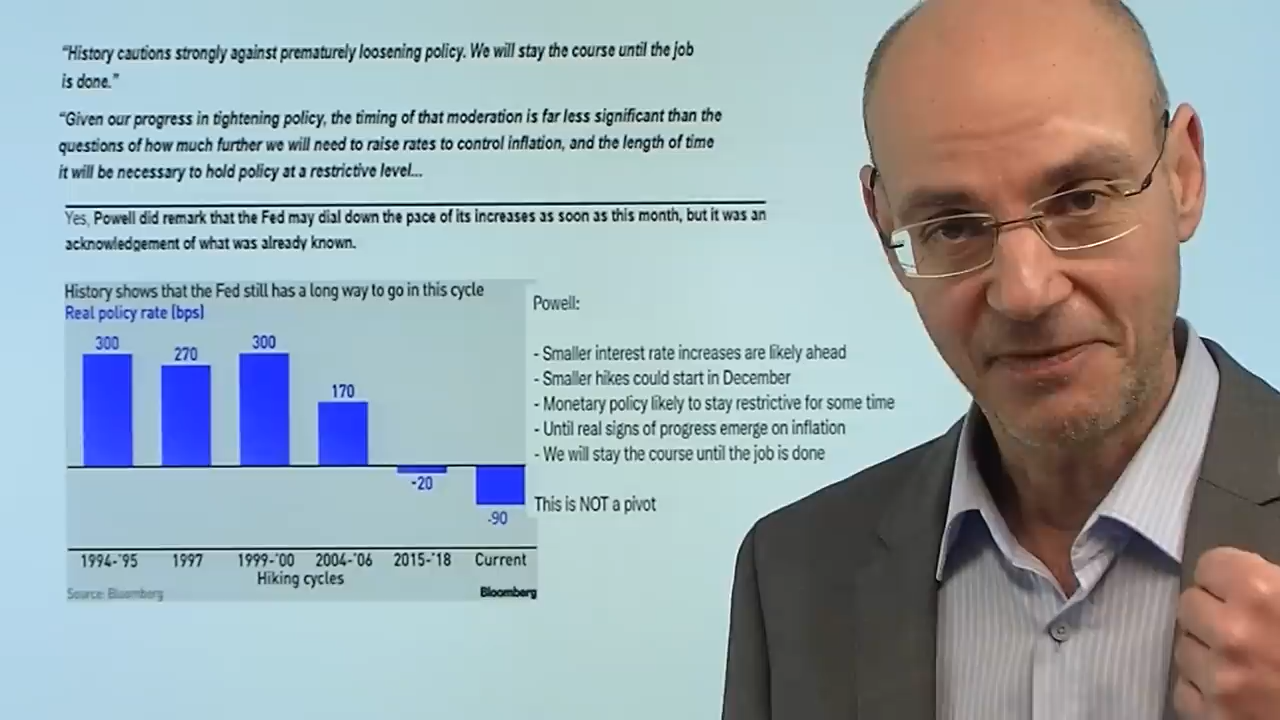 “History cautions strongly against prematurely loosening policy. We will stay the course until the job
is done.”
“Given our progress in tightening policy, the timing of that moderation is far less significant than the
questions of how much further we will need to raise rates to control inflation, and the length of time
it will be necessary to hold policy at a restrictive level...
Yes, Powell did remark that the Fed may dial down the pace of its increases as soon as this month, but it was an
acknowledgement of what was already known.
History shows that the Fed still has a long way to go in this cycle
Real policy rate (bps)
300
270
300
170
-20
-90
1994-'95 1997 1999-'00 2004-'06 2015-'18 Current
Hiking cycles
Source: Bloomberg
Bloomberg
Powell:
- Smaller interest rate increases are likely ahead
- Smaller hikes could start in December
- Monetary policy likely to stay restrictive for some time
- Until real signs of progress emerge on inflation
- We will stay the course until the job is done
This is NOT a pivot